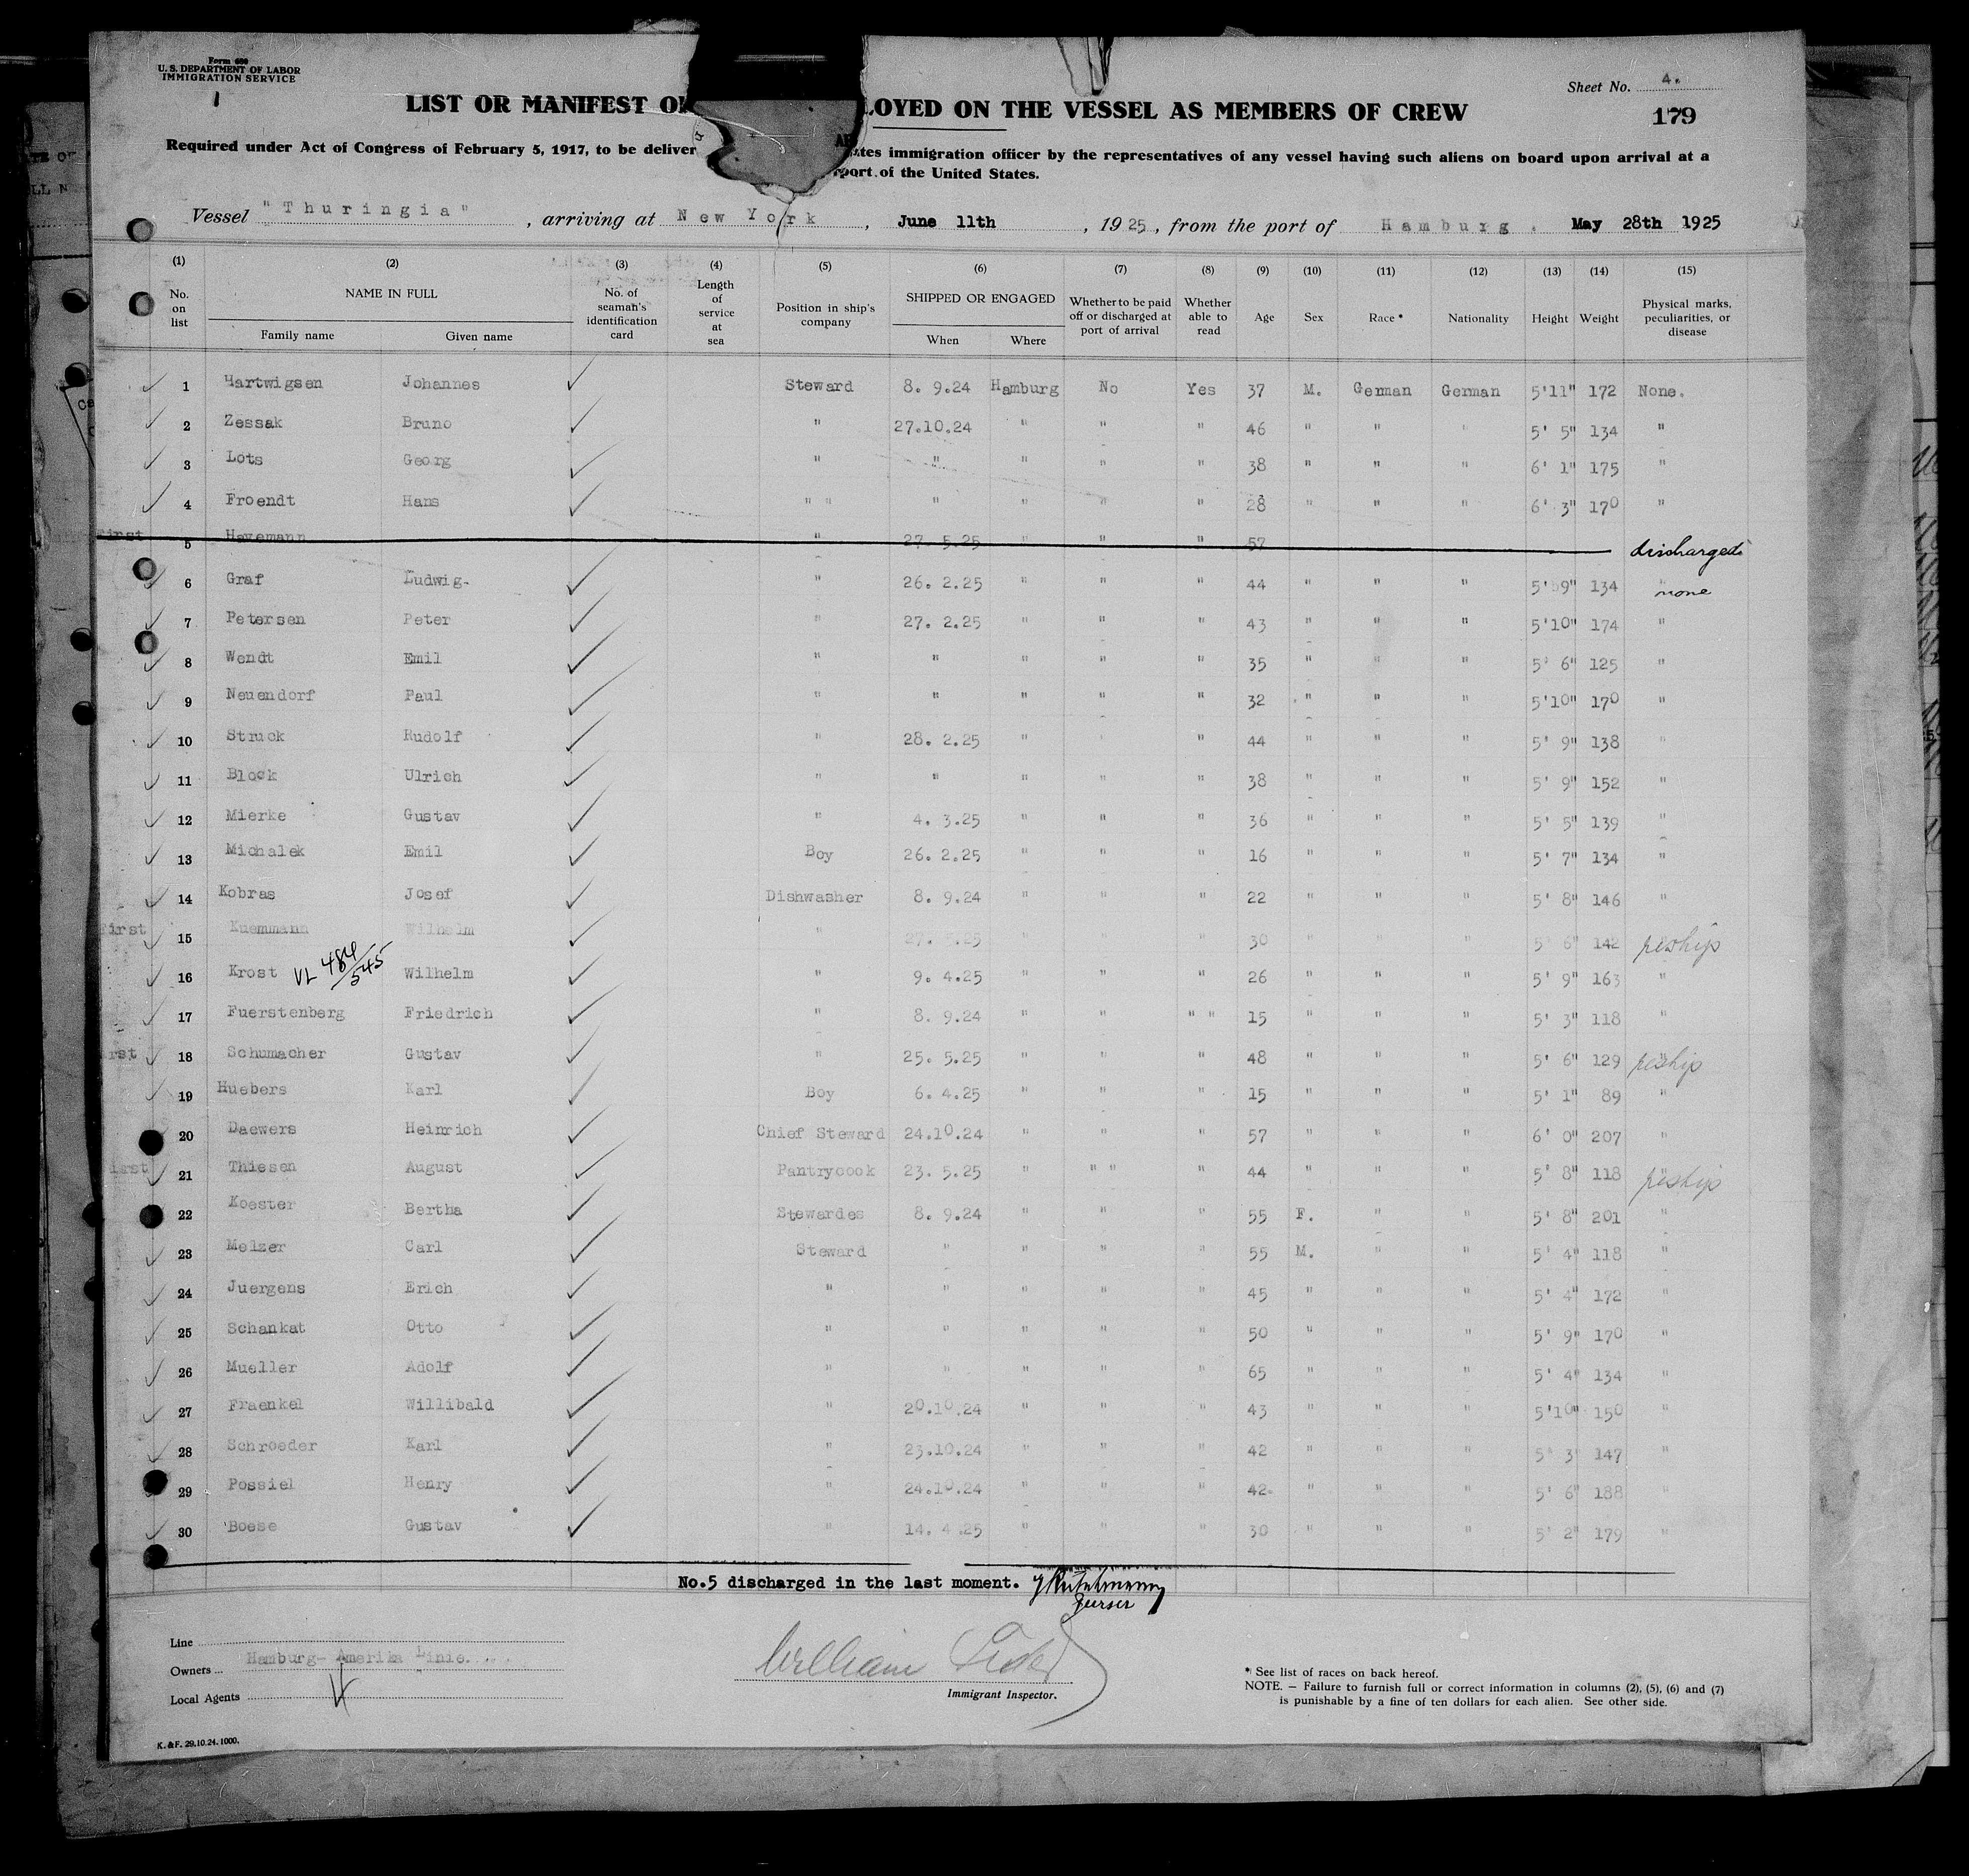 Form 680
U. S. DEPARTMENT OF LABOR
IMMIGRATION SERVICE
Sheet No. 4.
179
LIST OR MANIFEST OF LOYED ON THE VESSEL AS MEMBERS OF CREW
Required under Act of Congress of February 5, 1917, to be deliver tes immigration officer by the representatives of any vessel having such aliens on board upon arrival at a
port of the United States.
Vessel "Thuringia", arriving at New York, June 11th, 1925, from the port of Hamburg. May 28th 1925
(1) (2) (3) (4) (5) (6) (7) (8) (9) (10) (11) (12) (13) (14) (15)
No. on list NAME IN FULL Family name Given name No. of seaman's identification card Length of service at sea Position in ship's company SHIPPED OR ENGAGED When Where Whether to be paid off or discharged at port of arrival Whether able to read Age Sex Race * Nationality Height Weight Physical marks, peculiarities, or disease
1 Hartwigsen Johannes Steward 8. 9.24 Hamburg No Yes 37 M. German German 5'11" 172 None.
2 Zessak Bruno " 27.10.24 " " " 46 " " " 5' 5" 134 "
3 Lots Georg " " " " " 38 " " " 6' 1" 175 "
4 Froendt Hans " " " " " " 28 " " " 6' 3" 170 "
First 5 Havemann " 27. 5.25 " " " 57 discharged
6 Graf Ludwig- " 26. 2.25 " " " 44 " " " 5' 9" 134 " none
7 Petersen Peter " 27. 2.25 " " " 43 " " " 5'10" 174 "
8 Wendt Emil " " " " " 35 " " " 5' 6" 125 "
9 Neuendorf Paul " " " " " 32 " " " 5'10" 170 "
10 Struck Rudolf " 28. 2.25 " " " 44 " " " 5' 9" 138 "
11 Block Ulrich " " " " " 38 " " " 5' 9" 152 "
12 Mierke Gustav " 4. 3.25 " " " 36 " " " 5' 5" 139 "
13 Michalek Emil Boy 26. 2.25 " " " 16 " " " 5' 7" 134 "
14 Kobras Josef Dishwasher 8. 9.24 " " " 22 " " " 5' 8" 146 "
First 15 Kuemmann Wilhelm " 27. .25 " " " 30 " " " 5' 6" 142
16 Krost VL 484/545 Wilhelm " 9. 4.25 " " " 26 " " " 5' 9" 163 "
17 Fuerstenberg Friedrich " 8. 9.24 " " " " 15 " " " 5' 3" 118 "
rst 18 Schumacher Gustav " 25. 5.25 " " " 48 " " " 5' 6" 129
19 Huebers Karl Boy 6. 4.25 " " " 15 " " " 5' 1" 89 "
20 Daewers Heinrich Chief Steward 24.10.24 " " " 57 " " " 6' 0" 207 "
irst 21 Thiesen August Pantrycook 23. 5.25 " " " " 44 " " " 5' 8" 118
22 Koester Bertha Stewardes 8. 9.24 " " " 55 F. " " 5' 8" 201 "
23 Melzer Carl Steward " " " " 55 M. " " 5' 4" 118 "
24 Juergens Erich " " " " " 45 " " " 5' 4" 172 "
25 Schankat Otto " " " " " 50 " " " 5' 9" 170 "
26 Mueller Adolf " " " " " 65 " " " 5' 4" 134 "
27 Fraenkel Willibald " 20.10.24 " " " 43 " " " 5'10" 150 "
28 Schroeder Karl " 23.10.24 " " " 42 " " " 5' 3" 147 "
29 Possiel Henry " 24.10.24 " " " 42 " " " 5' 6" 188 "
30 Boese Gustav " 14. 4.25 " " " 30 " " " 5' 2" 179 "
No.5 discharged in the last moment.
Purser
Line
Owners Hamburg-Amerika Linie.
Local Agents
William
Immigrant Inspector.
* See list of races on back hereof.
NOTE. — Failure to furnish full or correct information in columns (2), (5), (6) and (7)
is punishable by a fine of ten dollars for each alien. See other side.
K. & F. 29.10.24.1000.